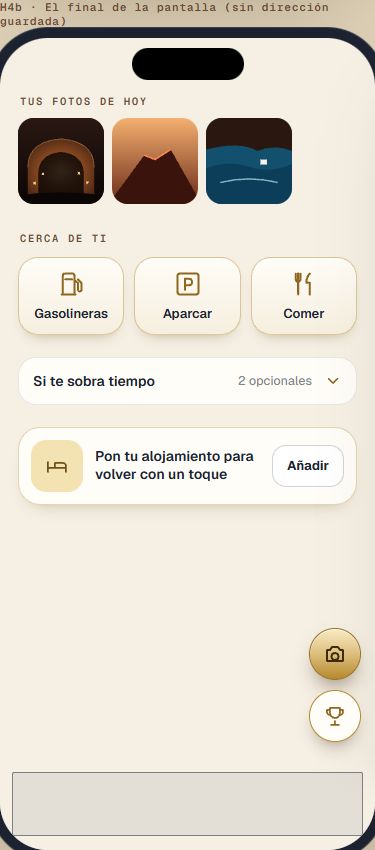 H4b · El final de la pantalla (sin dirección
guardada)
TUS FOTOS DE HOY
CERCA DE TI
Gasolineras
P
Aparcar
Comer
Si te sobra tiempo
2 opcionales
Pon tu alojamiento para
volver con un toque
Añadir